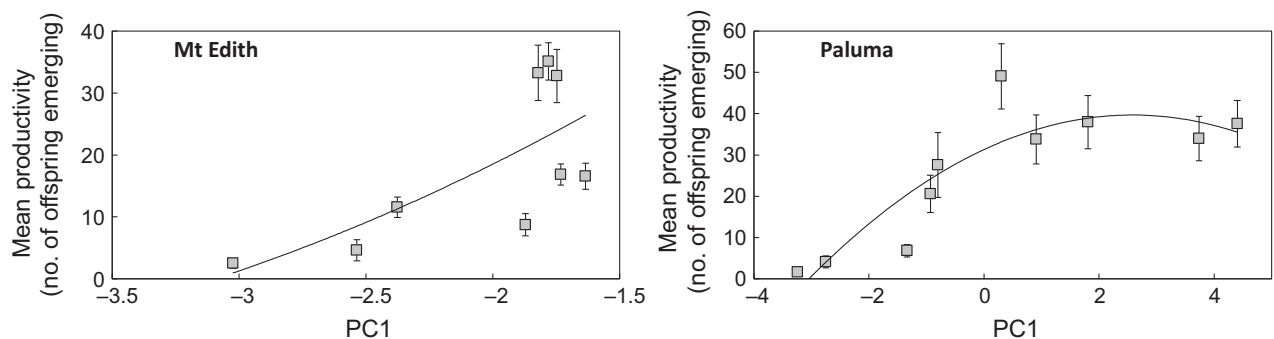 Mt Edith
Mean productivity
(no. of offspring emerging)
40
30
20
10
0
–3.5
–3
–2.5
–2
–1.5
PC1
Paluma
Mean productivity
(no. of offspring emerging)
60
50
40
30
20
10
0
–4
–2
0
2
4
PC1